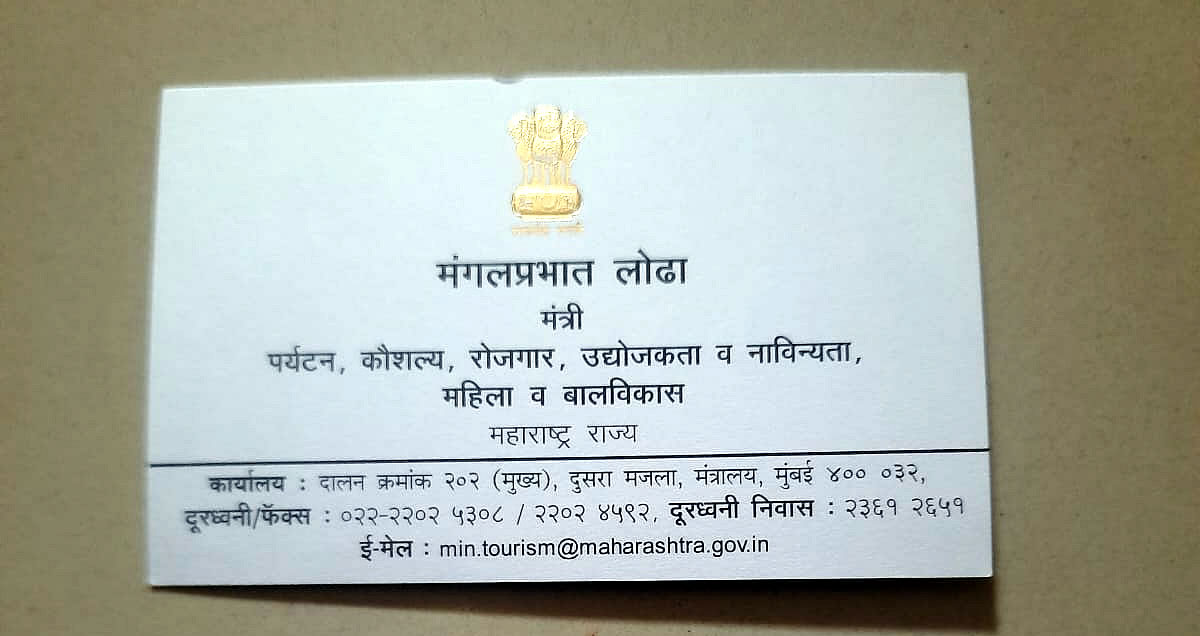 मंगलप्रभात लोढा
मंत्री
पर्यटन, कौशल्य, रोजगार, उद्योजकता व नाविन्यता,
महिला व बालविकास
महाराष्ट्र राज्य
कार्यालय : दालन क्रमांक २०२ (मुख्य), दुसरा मजला, मंत्रालय, मुंबई ४०० ०३२,
दूरध्वनी/फॅक्स : ०२२-२२०२ ५३०८ / २२०२ ४५९२, दूरध्वनी निवास : २३६१ २६५१
ई-मेल : min.tourism@maharashtra.gov.in